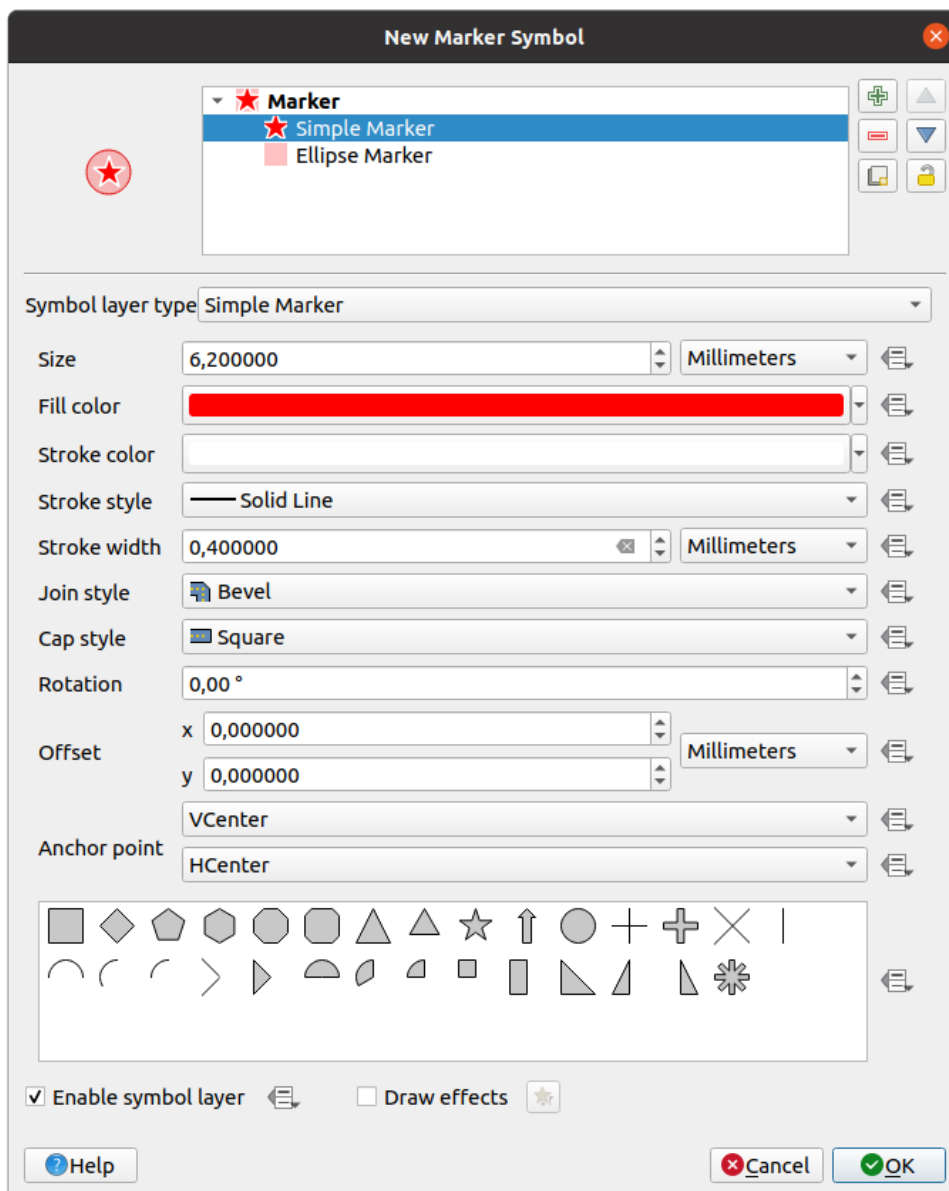 New Marker Symbol
Marker
Simple Marker
Ellipse Marker
Symbol layer type Simple Marker
Size 6,200000 Millimeters
Fill color
Stroke color
Stroke style Solid Line
Stroke width 0,400000 Millimeters
Join style Bevel
Cap style Square
Rotation 0,00 °
Offset x 0,000000 Millimeters
y 0,000000
Anchor point VCenter
HCenter
Enable symbol layer Draw effects
Help Cancel OK